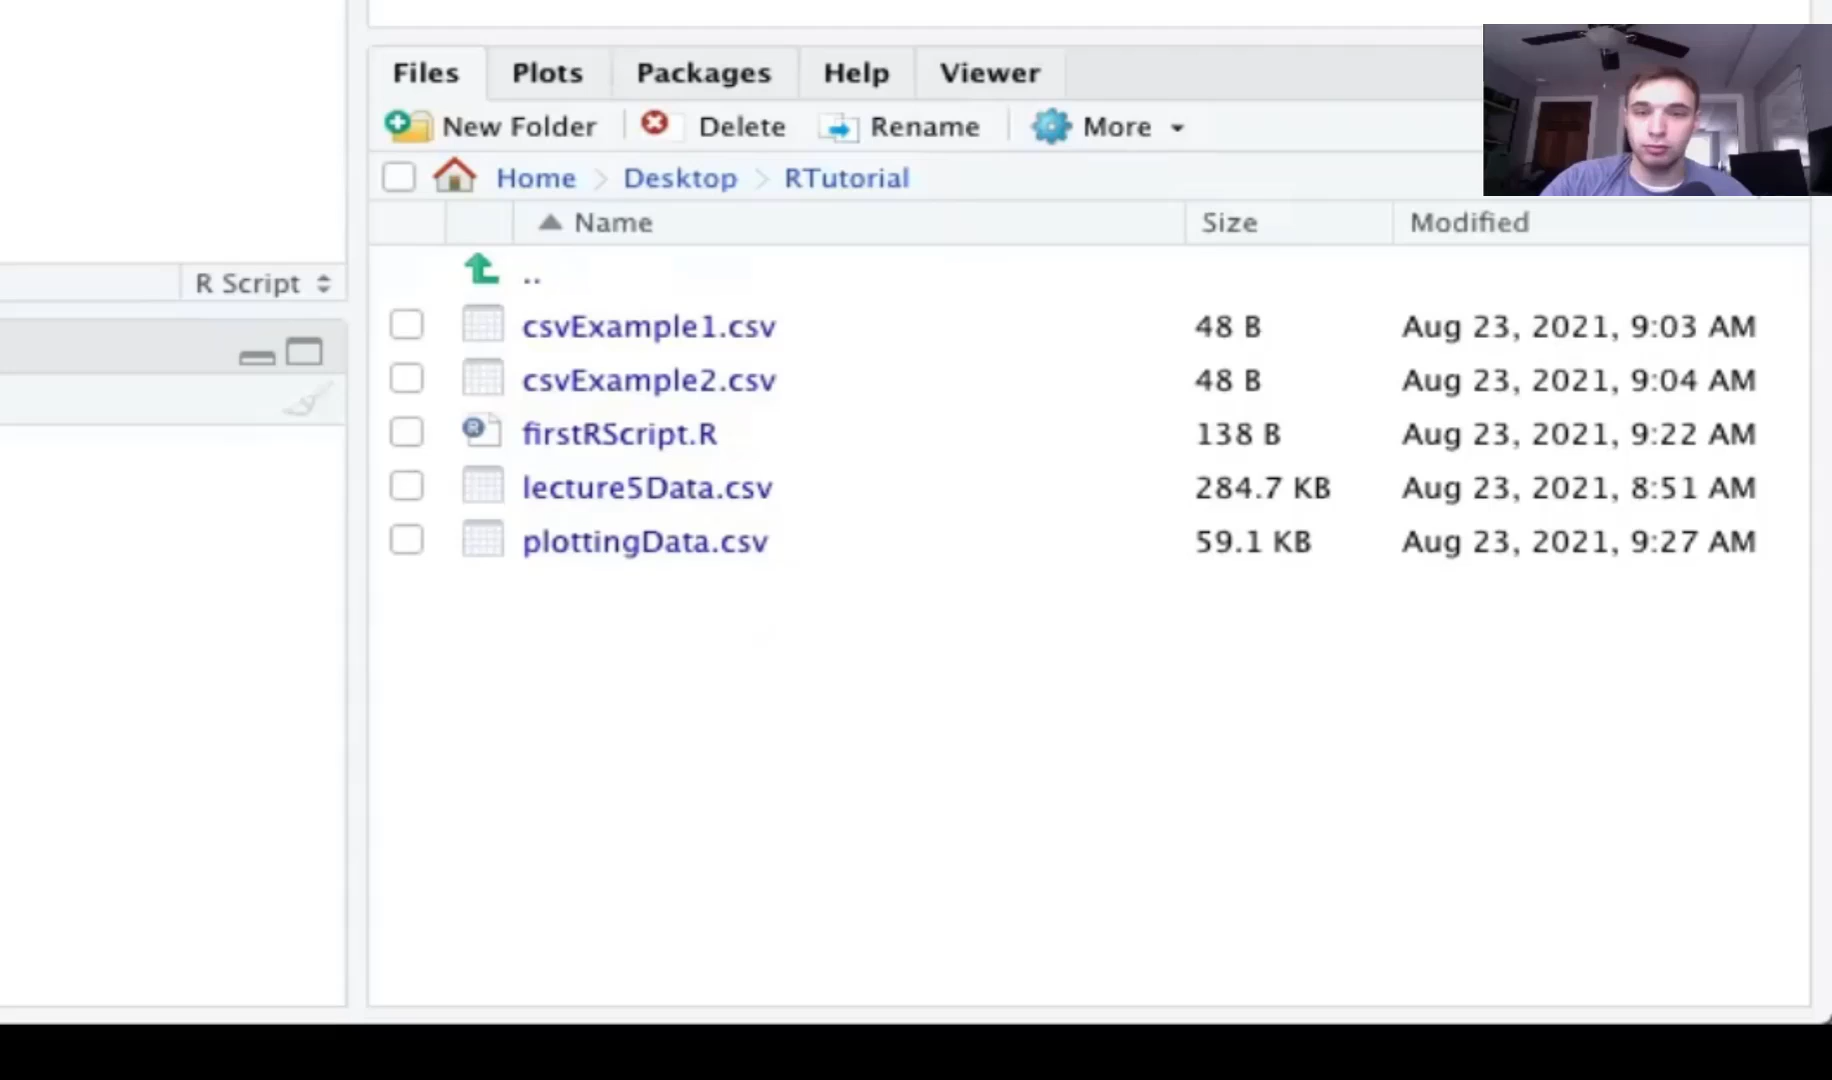 Files Plots Packages Help Viewer
New Folder Delete Rename More
Home Desktop RTutorial
Name Size Modified
..
R Script
csvExample1.csv 48 B Aug 23, 2021, 9:03 AM
csvExample2.csv 48 B Aug 23, 2021, 9:04 AM
firstRScript.R 138 B Aug 23, 2021, 9:22 AM
lecture5Data.csv 284.7 KB Aug 23, 2021, 8:51 AM
plottingData.csv 59.1 KB Aug 23, 2021, 9:27 AM